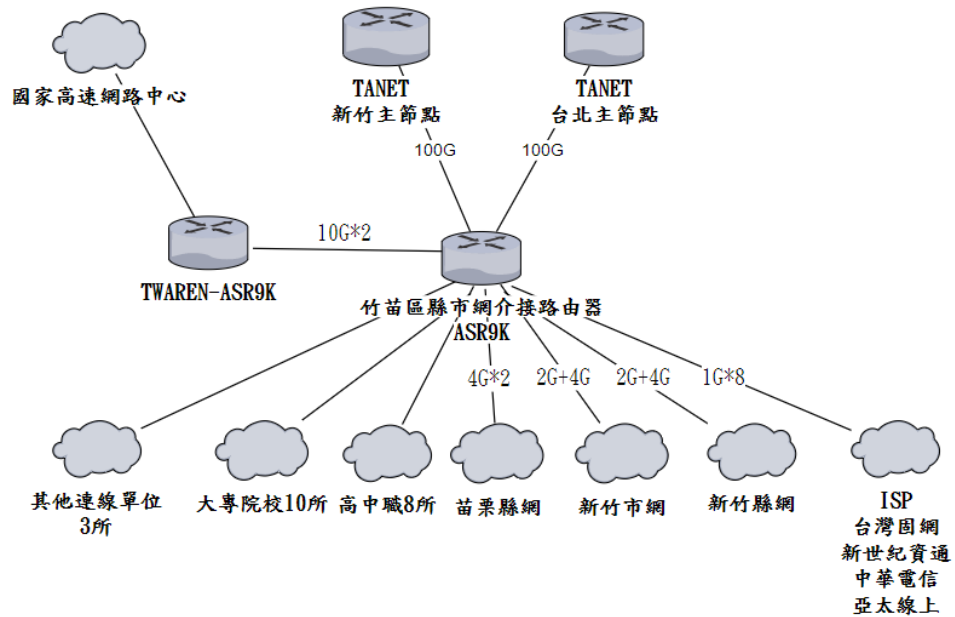 國家高速網路中心
TANET
新竹主節點
TANET
台北主節點
100G
100G
10G*2
TWAREN-ASR9K
竹苗區縣市網介接路由器
ASR9K
4G*2
2G+4G
2G+4G
1G*8
其他連線單位
3所
大專院校10所
高中職8所
苗栗縣網
新竹市網
新竹縣網
ISP
台灣固網
新世紀資通
中華電信
亞太線上